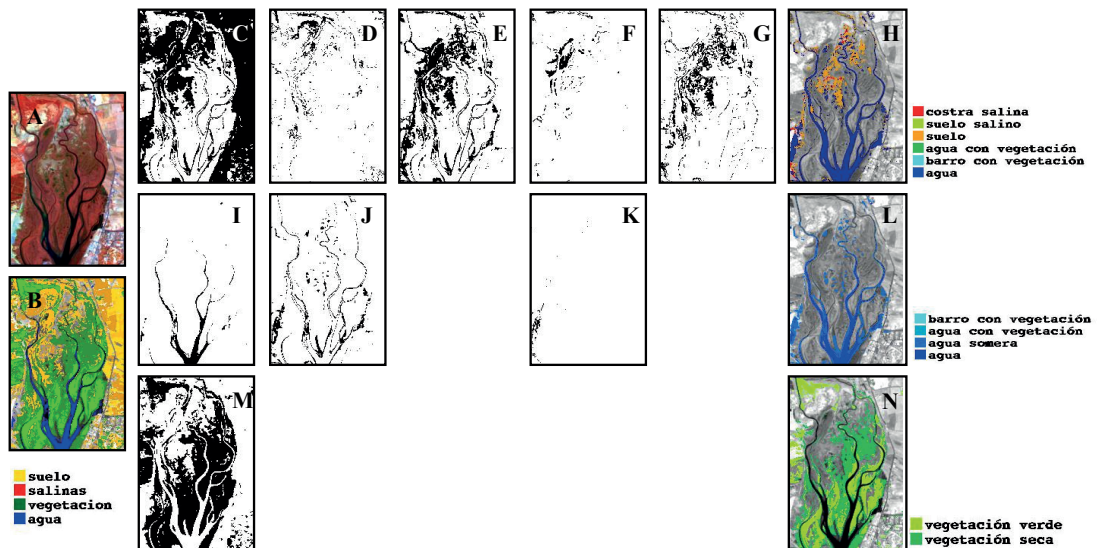 C
D
E
F
G
H
A
costra salina
suelo salino
suelo
agua con vegetación
barro con vegetación
agua
I
J
K
L
B
barro con vegetación
agua con vegetación
agua somera
agua
M
N
suelo
salinas
vegetacion
agua
vegetación verde
vegetación seca